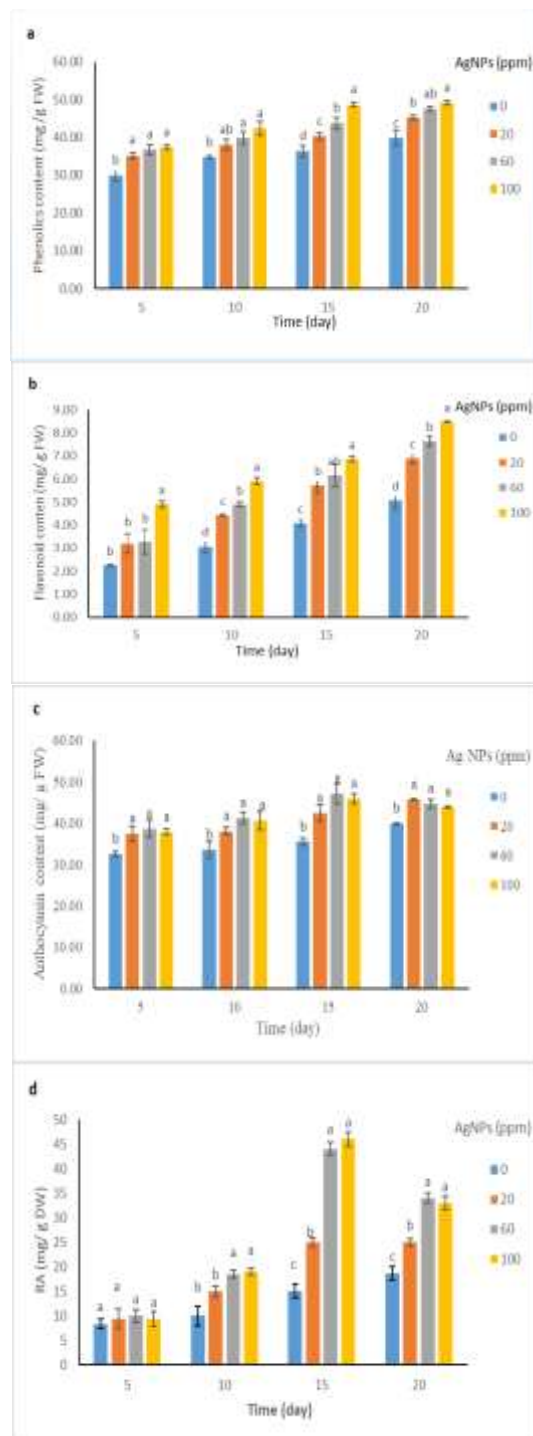 a
AgNPs (ppm)
60.00
50.00
40.00
30.00
20.00
10.00
0.00
Phenolics content (mg /g FW)
b a a a
b ab a a
d c b a
c b ab a
0
20
60
100
5 10 15 20
Time (day)
b
AgNPs (ppm)
9.00
8.00
7.00
6.00
5.00
4.00
3.00
2.00
1.00
0.00
Flavonoid conten (mg/ g FW)
b b b a
d c b a
c b ab a
d c b a
0
20
60
100
5 10 15 20
Time (day)
c
Ag NPs (ppm)
60.00
50.00
40.00
30.00
20.00
10.00
0.00
Anthocyanin content (mg/ g FW)
b a a a
b a a a
b a a a
b a a a
0
20
60
100
5 10 15 20
Time (day)
d
AgNPs (ppm)
50
45
40
35
30
25
20
15
10
5
0
RA (mg/ g DW)
a a a a
b b a a
c b a a
c b a a
0
20
60
100
5 10 15 20
Time (day)